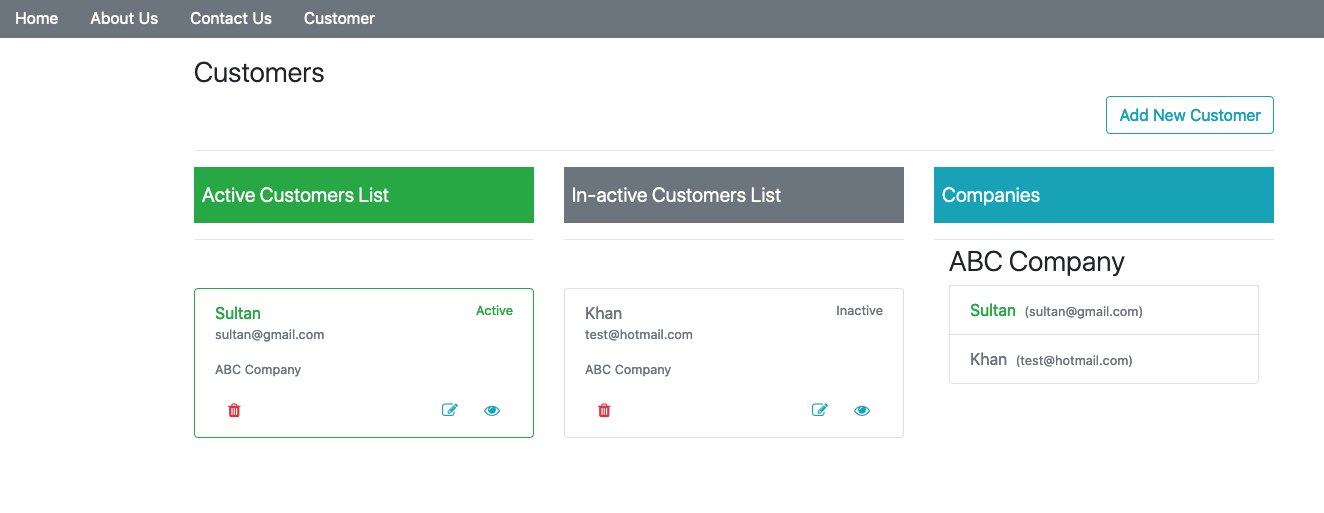 Home About Us Contact Us Customer
Customers
Add New Customer
Active Customers List
In-active Customers List
Companies
Sultan Active
sultan@gmail.com
ABC Company
Khan Inactive
test@hotmail.com
ABC Company
ABC Company
Sultan (sultan@gmail.com)
Khan (test@hotmail.com)